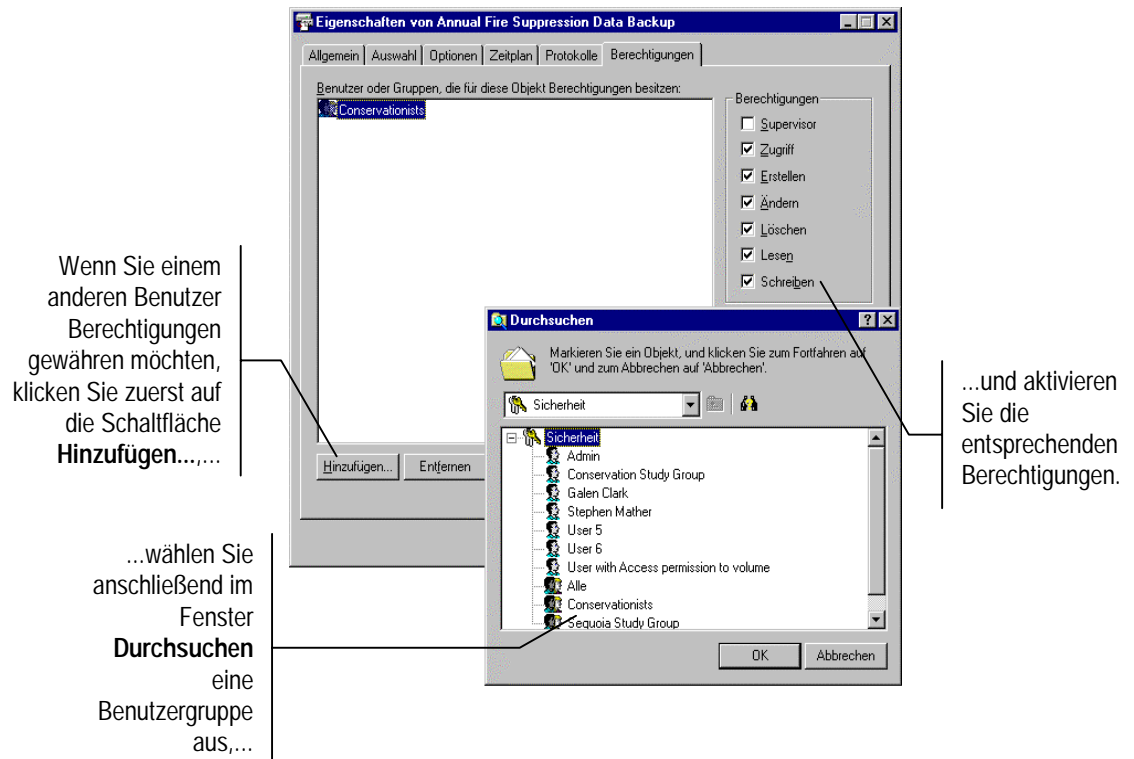 Eigenschaften von Annual Fire Suppression Data Backup
Allgemein Auswahl Optionen Zeitplan Protokolle Berechtigungen
Benutzer oder Gruppen, die für diese Objekt Berechtigungen besitzen:
Conservationists
Berechtigungen
Supervisor
Zugriff
Erstellen
Ändern
Löschen
Lesen
Schreiben
Hinzufügen... Entfernen
Wenn Sie einem
anderen Benutzer
Berechtigungen
gewähren möchten,
klicken Sie zuerst auf
die Schaltfläche
Hinzufügen...,...
Durchsuchen
Markieren Sie ein Objekt, und klicken Sie zum Fortfahren auf
'OK' und zum Abbrechen auf 'Abbrechen'.
Sicherheit
Sicherheit
Admin
Conservation Study Group
Galen Clark
Stephen Mather
User 5
User 6
User with Access permission to volume
Alle
Conservationists
Sequoia Study Group
OK Abbrechen
...und aktivieren
Sie die
entsprechenden
Berechtigungen.
...wählen Sie
anschließend im
Fenster
Durchsuchen
eine
Benutzergruppe
aus,...